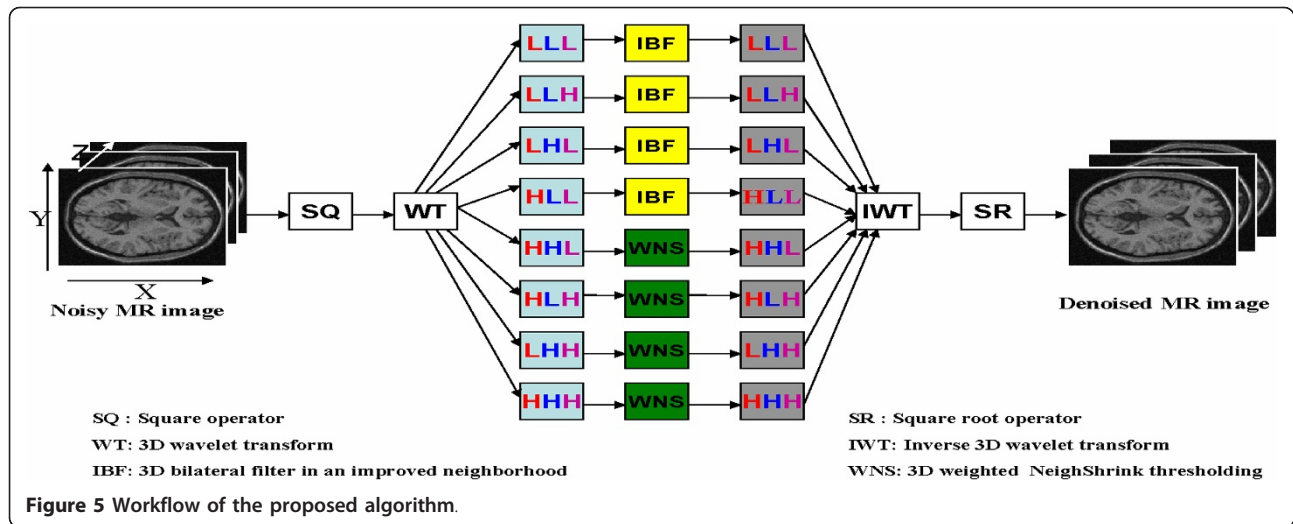 LLL IBF LLL
LLH IBF LLH
LHL IBF LHL
Z
Y
HLL IBF HLL
SQ WT IWT SR
HHL WNS HHL
X
Noisy MR image
HLH WNS HLH
Denoised MR image
LHH WNS LHH
HHH WNS HHH
SQ : Square operator
WT: 3D wavelet transform
IBF: 3D bilateral filter in an improved neighborhood
SR : Square root operator
IWT: Inverse 3D wavelet transform
WNS: 3D weighted NeighShrink thresholding
Figure 5 Workflow of the proposed algorithm.